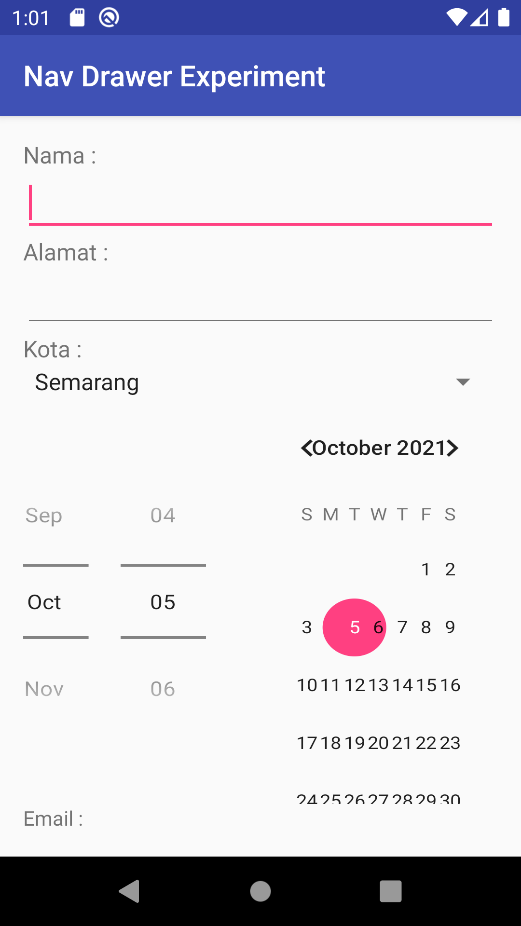 1:01
Nav Drawer Experiment
Nama :
Alamat :
Kota :
Semarang
October 2021
Sep 04
Oct 05
Nov 06
S M T W T F S
1 2
3 5 6 7 8 9
10 11 12 13 14 15 16
17 18 19 20 21 22 23
24 25 26 27 28 29 30
Email :